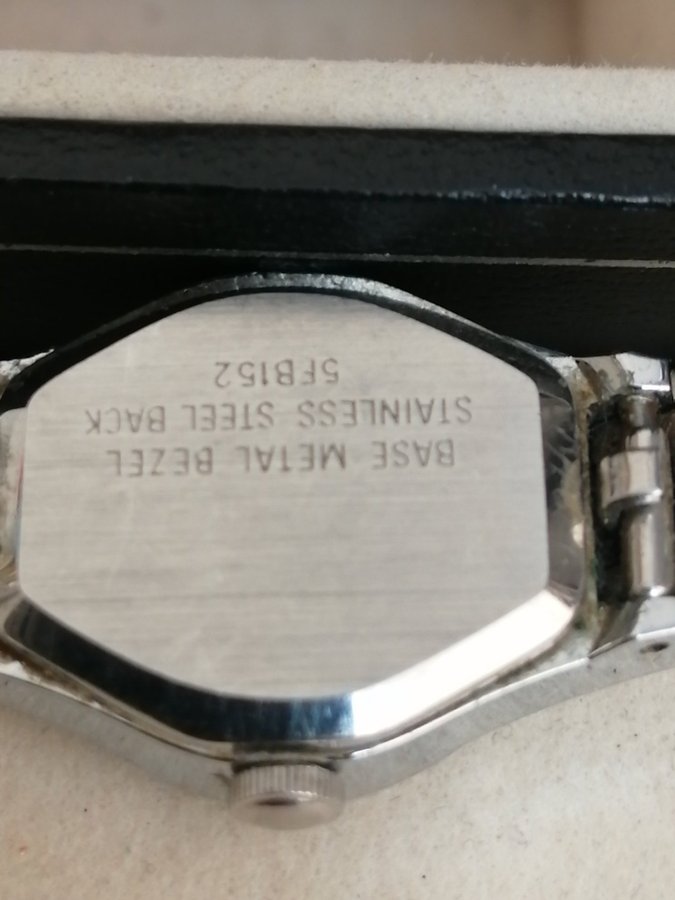 BASE METAL BEZEL
STAINLESS STEEL BACK
5FB152